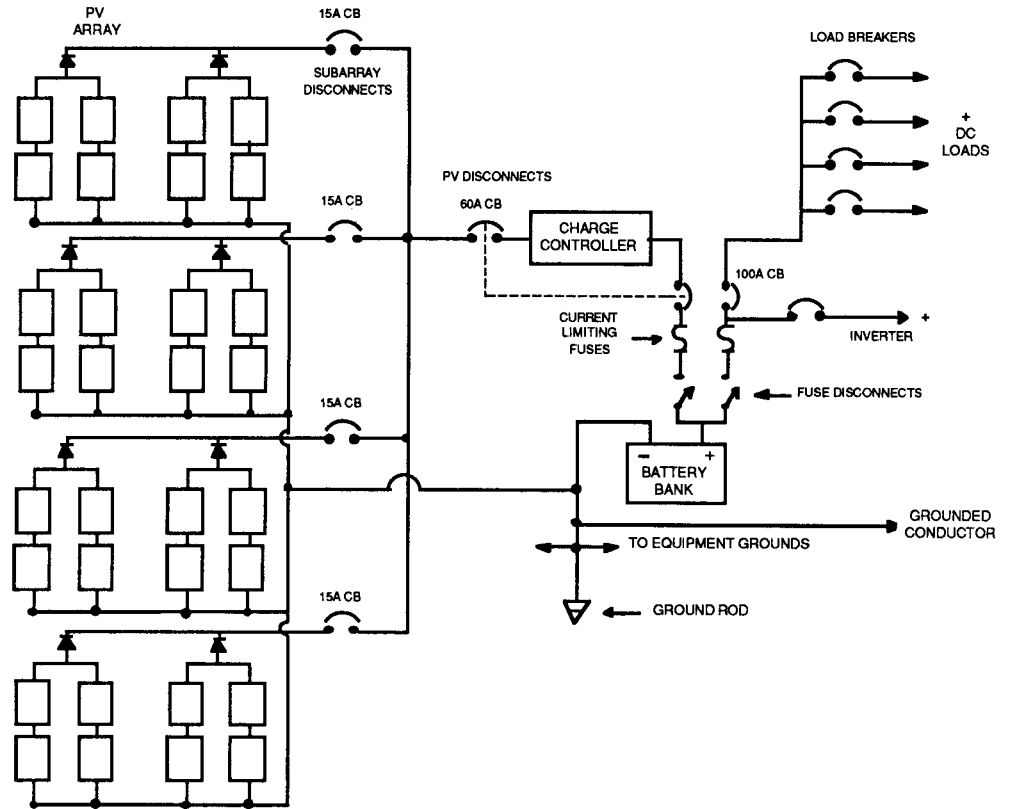 PV
ARRAY
15A CB
SUBARRAY
DISCONNECTS
LOAD BREAKERS
+
DC
LOADS
PV DISCONNECTS
15A CB
60A CB
CHARGE
CONTROLLER
100A CB
CURRENT
LIMITING
FUSES
+
INVERTER
FUSE DISCONNECTS
15A CB
− +
BATTERY
BANK
GROUNDED
CONDUCTOR
TO EQUIPMENT GROUNDS
15A CB
GROUND ROD